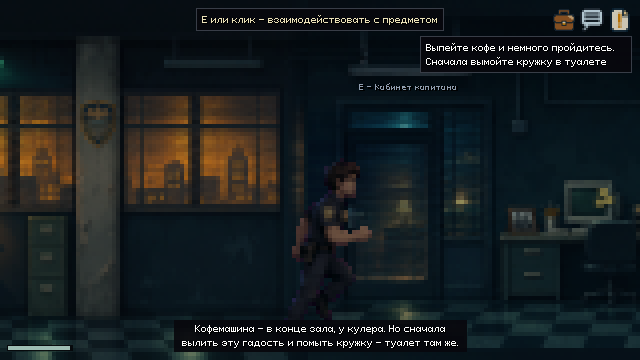 Е или клик – взаимодействовать с предметом
Выпейте кофе и немного пройдитесь.
Сначала вымойте кружку в туалете
Е – Кабинет капитана
Кофемашина – в конце зала, у кулера. Но сначала
вылить эту гадость и помыть кружку – туалет там же.